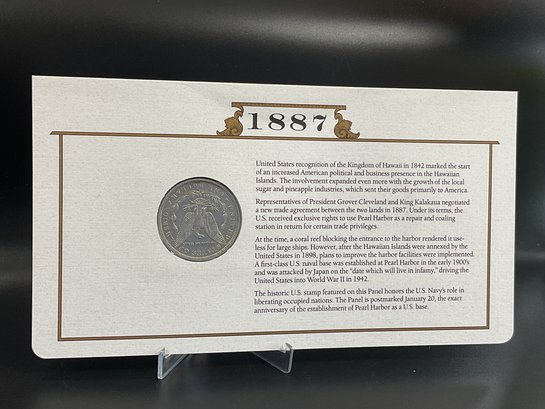 1887
United States recognition of the Kingdom of Hawaii in 1842 marked the start
of an increased American political and business presence in the Hawaiian
Islands. The involvement expanded even more with the growth of the local
sugar and pineapple industries, which sent their goods primarily to America.
Representatives of President Grover Cleveland and King Kalakaua negotiated
a new trade agreement between the two lands in 1887. Under its terms, the
U.S. received exclusive rights to use Pearl Harbor as a repair and coaling
station in return for certain trade privileges.
At the time, a coral reef blocking the entrance to the harbor rendered it use-
less for large ships. However, after the Hawaiian Islands were annexed by the
United States in 1898, plans to improve the harbor facilities were implemented.
A first-class U.S. naval base was established at Pearl Harbor in the early 1900's
and was attacked by Japan on the "date which will live in infamy," driving the
United States into World War II in 1942.
The historic U.S. stamp featured on this Panel honors the U.S. Navy's role in
liberating occupied nations. The Panel is postmarked January 20, the exact
anniversary of the establishment of Pearl Harbor as a U.S. base.